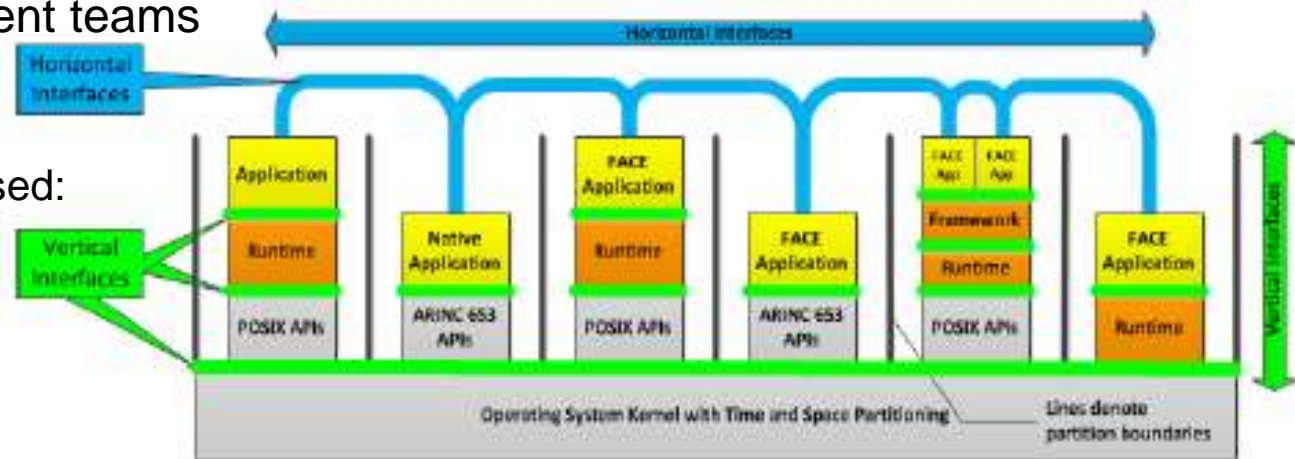 ent teams
Horizontal Interfaces
Horizontal
Interfaces
sed:
Vertical
Interfaces
Application
Runtime
POSIX APIs
Native
Application
ARINC 653
APIs
FACE
Application
Runtime
POSIX APIs
FACE
Application
ARINC 653
APIs
FACE
App
FACE
App
Framework
Runtime
POSIX APIs
FACE
Application
Runtime
Vertical Interfaces
Operating System Kernel with Time and Space Partitioning
Lines denote
partition boundaries